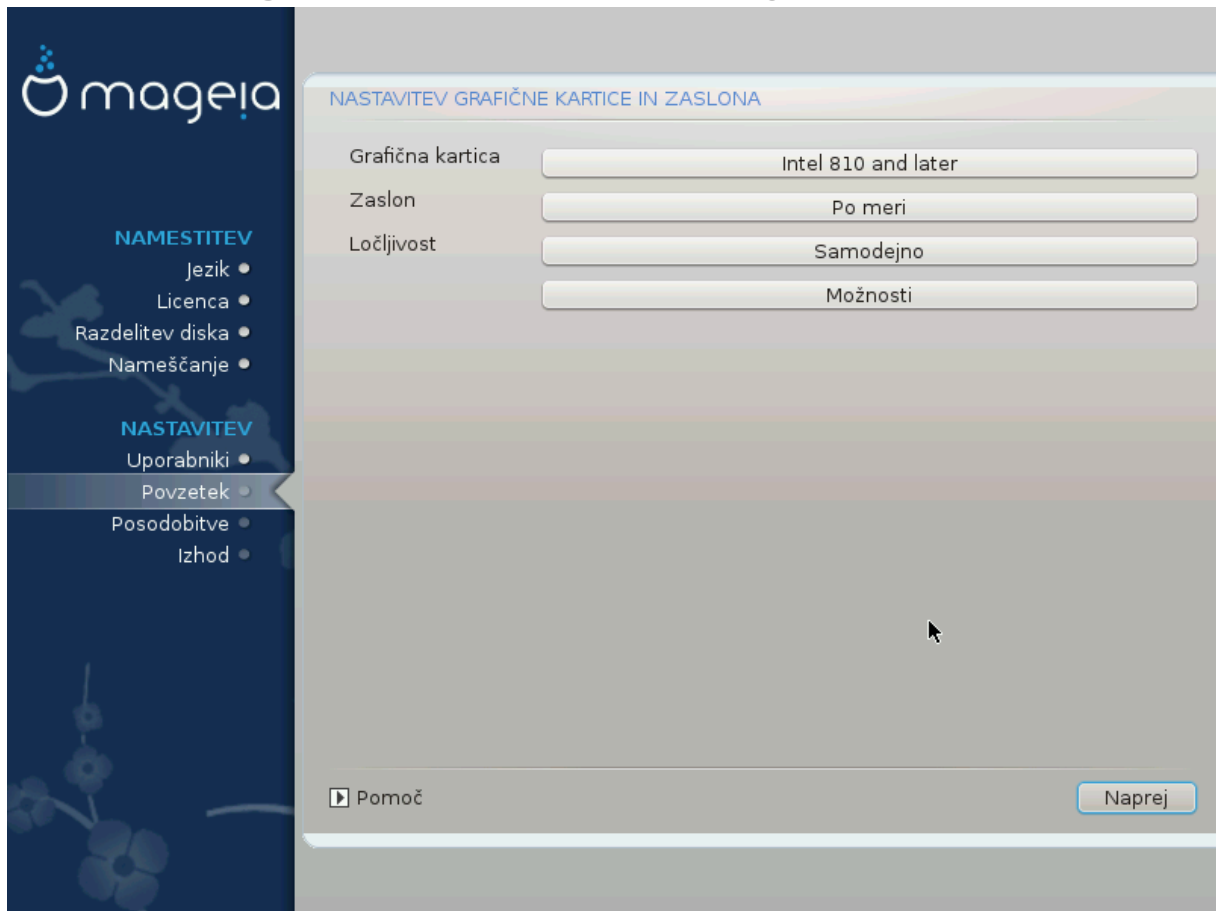 mageia
NAMESTITEV
Jezik
Licenca
Razdelitev diska
Nameščanje
NASTAVITEV
Uporabniki
Povzetek
Posodobitve
Izhod
NASTAVITEV GRAFIČNE KARTICE IN ZASLONA
Grafična kartica Intel 810 and later
Zaslon Po meri
Ločljivost Samodejno
Možnosti
Pomoč Naprej